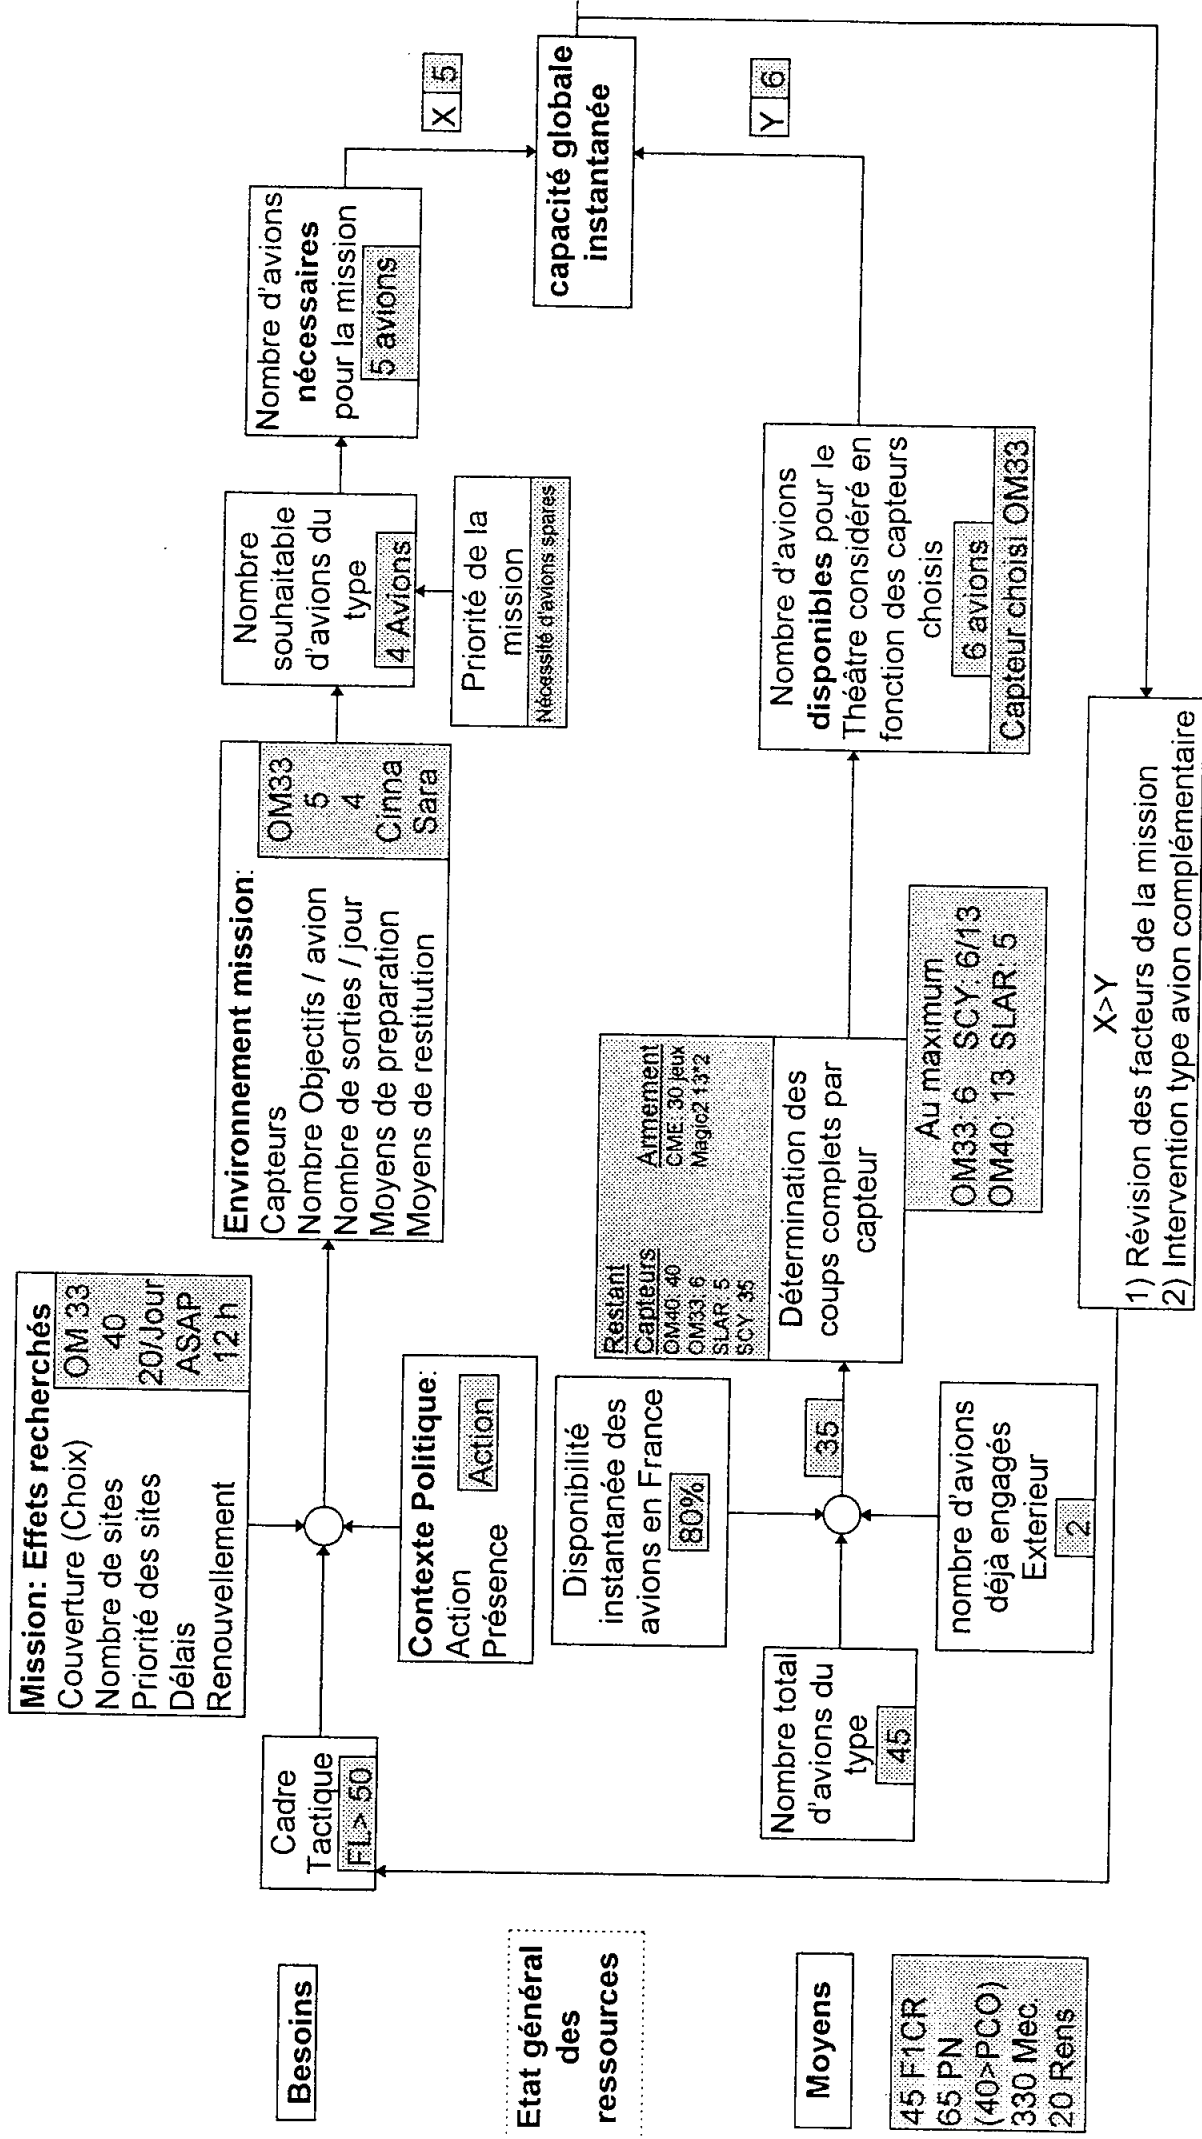 Besoins
Etat général
des
ressources
Moyens
45 F1CR
65 PN
(40>PCO)
330 Mec.
20 Rens
Cadre
Tactique
FL> 50
Mission: Effets recherchés
Couverture (Choix) OM 33
Nombre de sites 40
Priorité des sites 20/Jour
Délais ASAP
Renouvellement 12 h
Contexte Politique:
Action
Présence
Action
Environnement mission:
Capteurs OM33
Nombre Objectifs / avion 5
Nombre de sorties / jour 4
Moyens de preparation Cinna
Moyens de restitution Sara
Nombre
souhaitable
d'avions du
type
4 Avions
Priorité de la
mission
Nécessité d'avions spares
Nombre d'avions
nécessaires
pour la mission
5 avions
X 5
capacité globale
instantanée
Y 6
Nombre total
d'avions du
type
45
Disponibilité
instantanée des
avions en France
80%
nombre d'avions
déjà engagés
Exterieur
2
35
Restant
Capteurs Armement
OM40: 40 CME: 30 jeux
OM33: 6 Magic2 13*2
SLAR: 5
SCY: 35
Détermination des
coups complets par
capteur
Au maximum
OM33: 6 SCY: 6/13
OM40: 13 SLAR: 5
Nombre d'avions
disponibles pour le
Théâtre considéré en
fonction des capteurs
choisis
6 avions
Capteur choisi OM33
X>Y
1) Révision des facteurs de la mission
2) Intervention type avion complémentaire